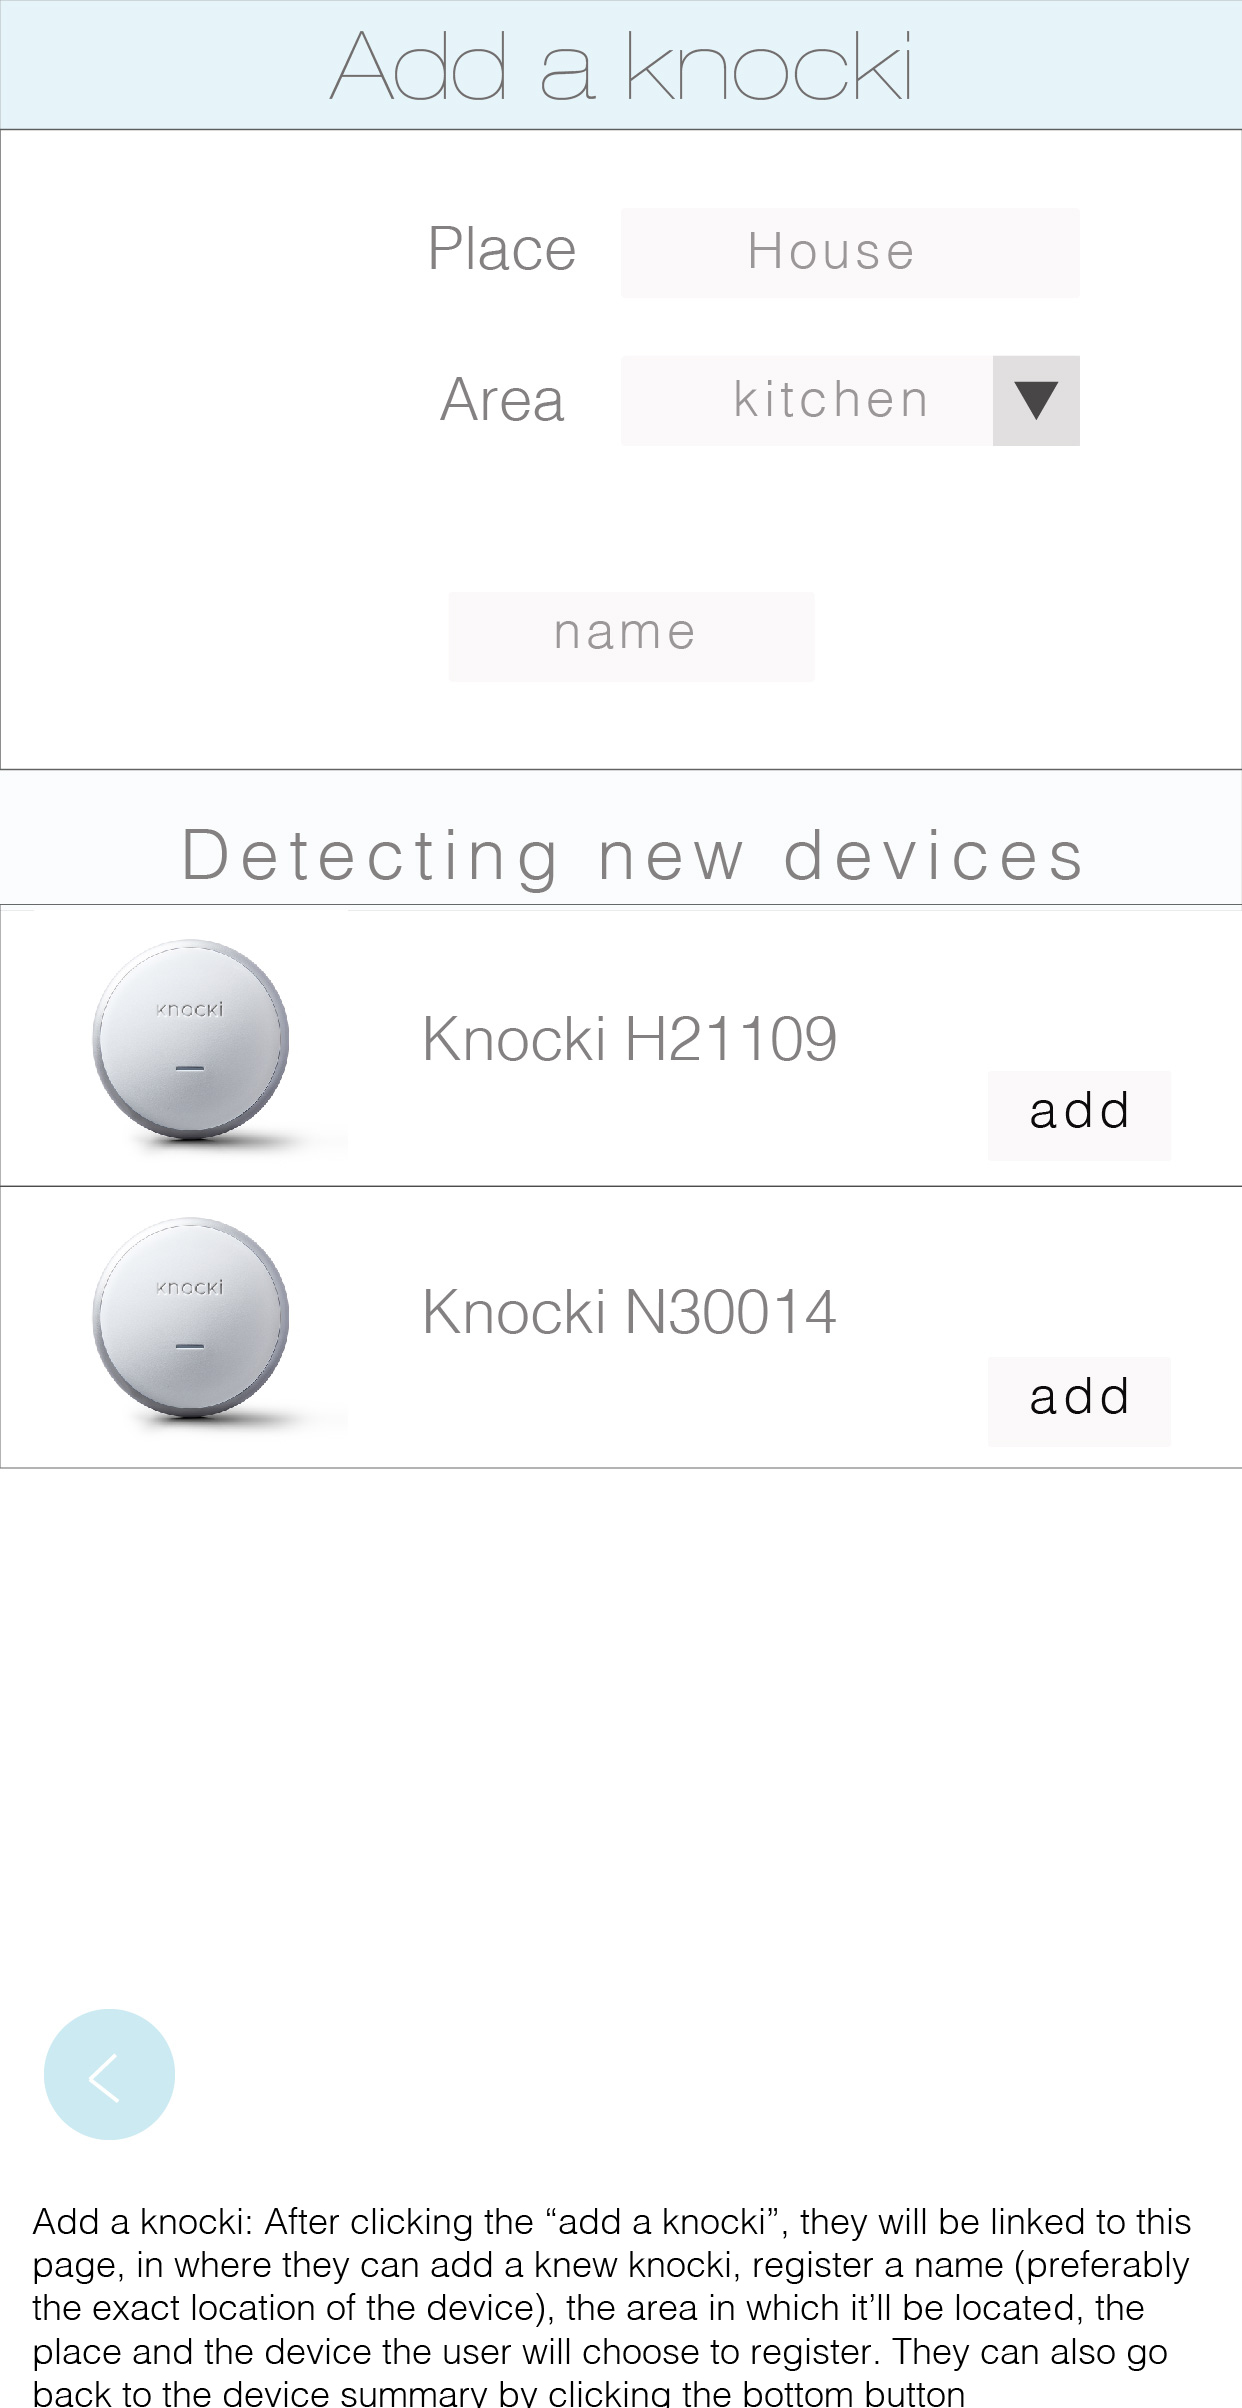 Add a knocki
Place House
Area kitchen
name
Detecting new devices
knocki
Knocki H21109
add
knocki
Knocki N30014
add
Add a knocki: After clicking the “add a knocki”, they will be linked to this
page, in where they can add a knew knocki, register a name (preferably
the exact location of the device), the area in which it’ll be located, the
place and the device the user will choose to register. They can also go
back to the device summary by clicking the bottom button